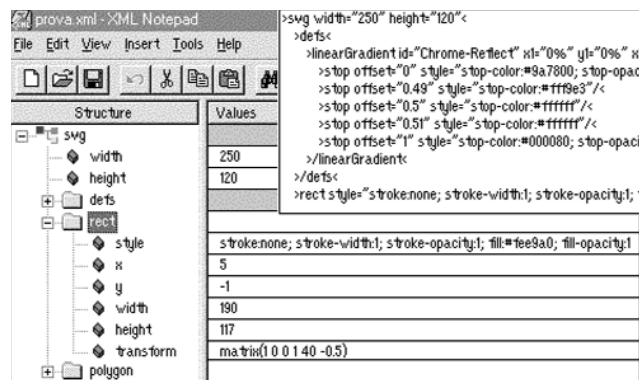 prova.xml - XML Notepad
File Edit View Insert Tools Help
Structure
Values
svg
width
250
height
120
defs
rect
style
stroke:none; stroke-width:1; stroke-opacity:1; fill:#fee9a0; fill-opacity:1
x
5
y
-1
width
190
height
117
transform
matrix(1 0 0 1 40 -0.5)
polygon
>svg width="250" height="120"<
>defs<
>linearGradient id="Chrome-Reflect" x1="0%" y1="0%" x
>stop offset="0" style="stop-color:#9a7800; stop-opac
>stop offset="0.49" style="stop-color:#fff9e3"/<
>stop offset="0.5" style="stop-color:#ffffff"/<
>stop offset="0.51" style="stop-color:#ffffff"/<
>stop offset="1" style="stop-color:#000080; stop-opaci
>/linearGradient<
>/defs<
>rect style="stroke:none; stroke-width:1; stroke-opacity:1;